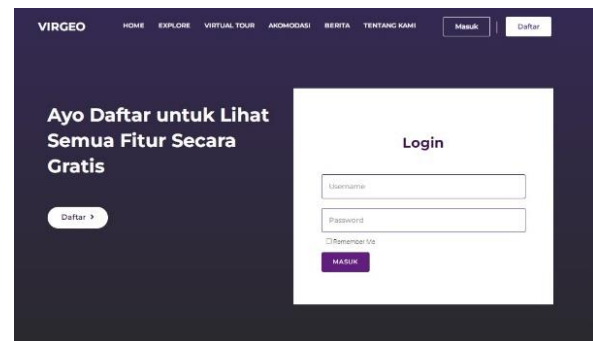 VIRGEO HOME EXPLORE VIRTUAL TOUR AKOMODASI BERITA TENTANG KAMI Masuk Daftar
Ayo Daftar untuk Lihat
Semua Fitur Secara
Gratis
Daftar >
Login
Username
Password
Remember Me
MASUK